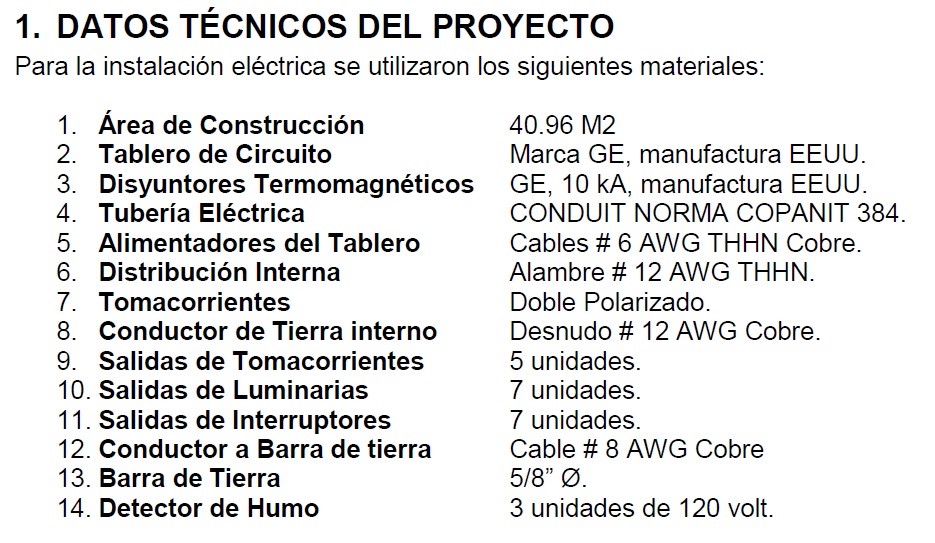 1. DATOS TÉCNICOS DEL PROYECTO
Para la instalación eléctrica se utilizaron los siguientes materiales:
1. Área de Construcción 40.96 M2
2. Tablero de Circuito Marca GE, manufactura EEUU.
3. Disyuntores Termomagnéticos GE, 10 kA, manufactura EEUU.
4. Tubería Eléctrica CONDUIT NORMA COPANIT 384.
5. Alimentadores del Tablero Cables # 6 AWG THHN Cobre.
6. Distribución Interna Alambre # 12 AWG THHN.
7. Tomacorrientes Doble Polarizado.
8. Conductor de Tierra interno Desnudo # 12 AWG Cobre.
9. Salidas de Tomacorrientes 5 unidades.
10. Salidas de Luminarias 7 unidades.
11. Salidas de Interruptores 7 unidades.
12. Conductor a Barra de tierra Cable # 8 AWG Cobre
13. Barra de Tierra 5/8” Ø.
14. Detector de Humo 3 unidades de 120 volt.